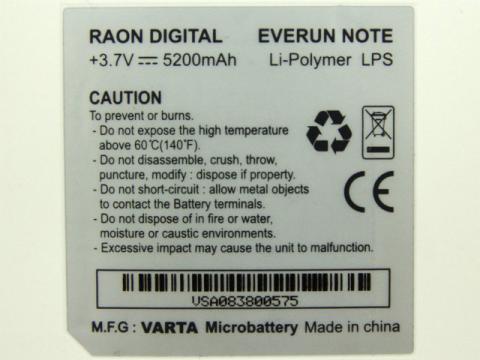 RAON DIGITAL EVERUN NOTE
+3.7V⎓5200mAh Li-Polymer LPS
CAUTION
To prevent or burns.
- Do not expose the high temperature
above 60℃(140℉).
- Do not disassemble, crush, throw,
puncture, modify : dispose if property.
- Do not short-circuit : allow metal objects
to contact the Battery terminals.
- Do not dispose of in fire or water,
moisture or caustic environments.
- Excessive impact may cause the unit to malfunction.
CE
VSA083800575
M.F.G : VARTA Microbattery Made in china